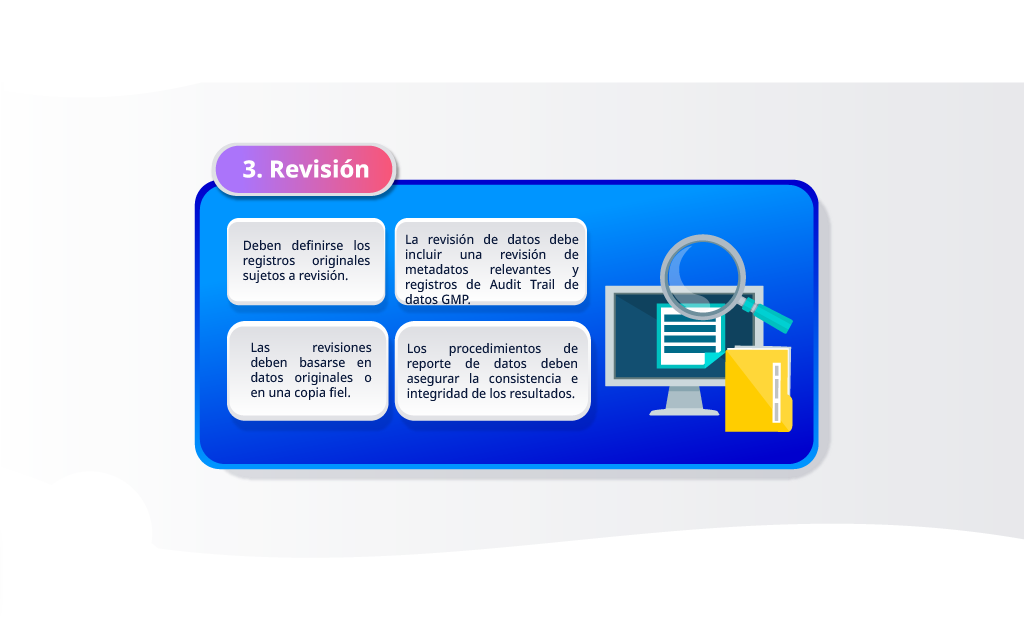 3. Revisión
Deben definirse los
registros originales
sujetos a revisión.
La revisión de datos debe
incluir una revisión de
metadatos relevantes y
registros de Audit Trail de
datos GMP.
Las revisiones
deben basarse en
datos originales o
en una copia fiel.
Los procedimientos de
reporte de datos deben
asegurar la consistencia e
integridad de los resultados.